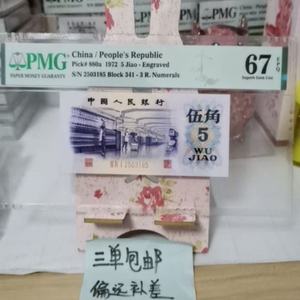 PMG
PAPER MONEY GUARANTY
China / People's Republic
Pick# 880a 1972 5 Jiao - Engraved
S/N 2503185 Block 341 - 3 R. Numerals
67 EPQ
Superb Gem Unc
中国人民银行
伍角
5
WU
JIAO
2503185
三单包邮
偏远补差